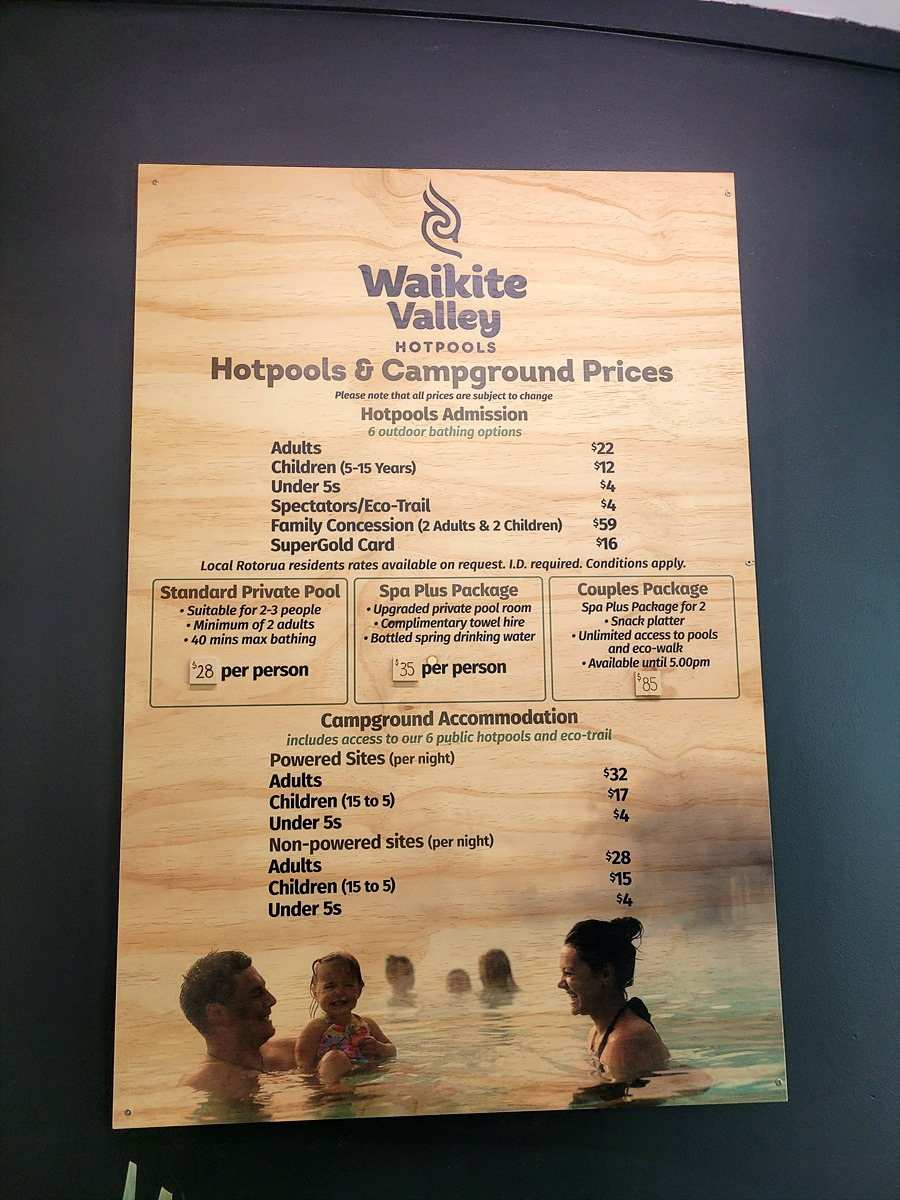 Waikite
Valley
HOTPOOLS
Hotpools & Campground Prices
Please note that all prices are subject to change
Hotpools Admission
6 outdoor bathing options
Adults $22
Children (5-15 Years) $12
Under 5s $4
Spectators/Eco-Trail $4
Family Concession (2 Adults & 2 Children) $59
SuperGold Card $16
Local Rotorua residents rates available on request. I.D. required. Conditions apply.
Standard Private Pool
• Suitable for 2-3 people
• Minimum of 2 adults
• 40 mins max bathing
$28 per person
Spa Plus Package
• Upgraded private pool room
• Complimentary towel hire
• Bottled spring drinking water
$35 per person
Couples Package
Spa Plus Package for 2
• Snack platter
• Unlimited access to pools
and eco-walk
• Available until 5.00pm
$85
Campground Accommodation
includes access to our 6 public hotpools and eco-trail
Powered Sites (per night)
Adults $32
Children (15 to 5) $17
Under 5s $4
Non-powered sites (per night)
Adults $28
Children (15 to 5) $15
Under 5s $4